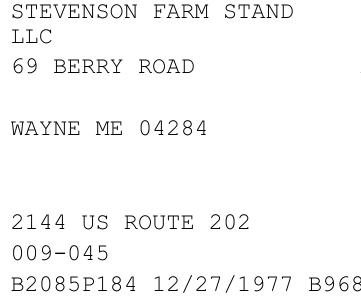 STEVENSON FARM STAND
LLC
69 BERRY ROAD
WAYNE ME 04284
2144 US ROUTE 202
009-045
B2085P184 12/27/1977 B968